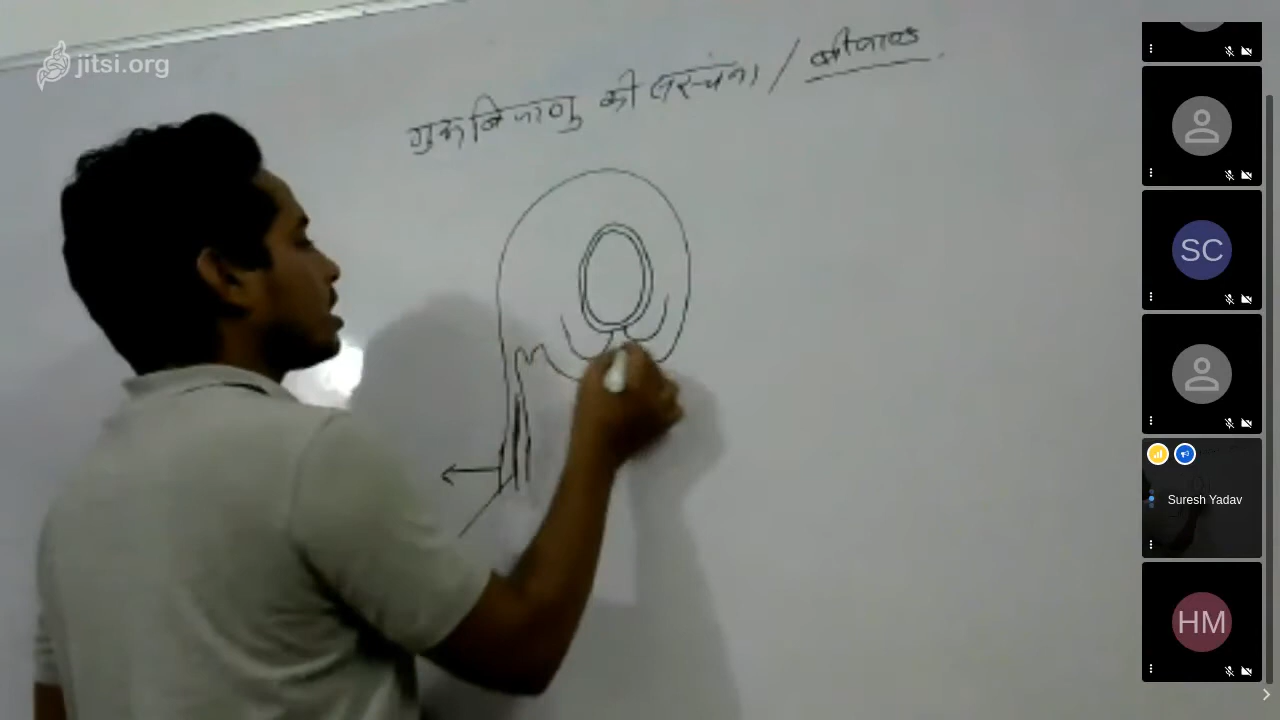 jitsi.org
गुरुबिजाणु की संरचना / बीजाण्ड
SC
Suresh Yadav
HM